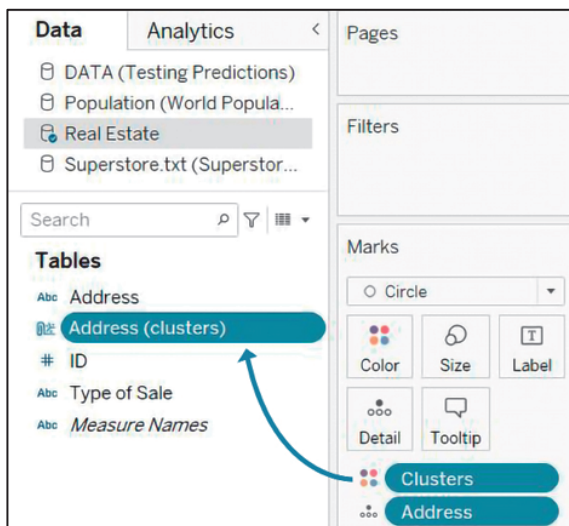 Data
Analytics
DATA (Testing Predictions)
Population (World Popula...
Real Estate
Superstore.txt (Superstor...
Search
Tables
Abc Address
Address (clusters)
# ID
Abc Type of Sale
Abc Measure Names
Pages
Filters
Marks
Circle
Color
Size
T
Label
Detail
Tooltip
Clusters
Address